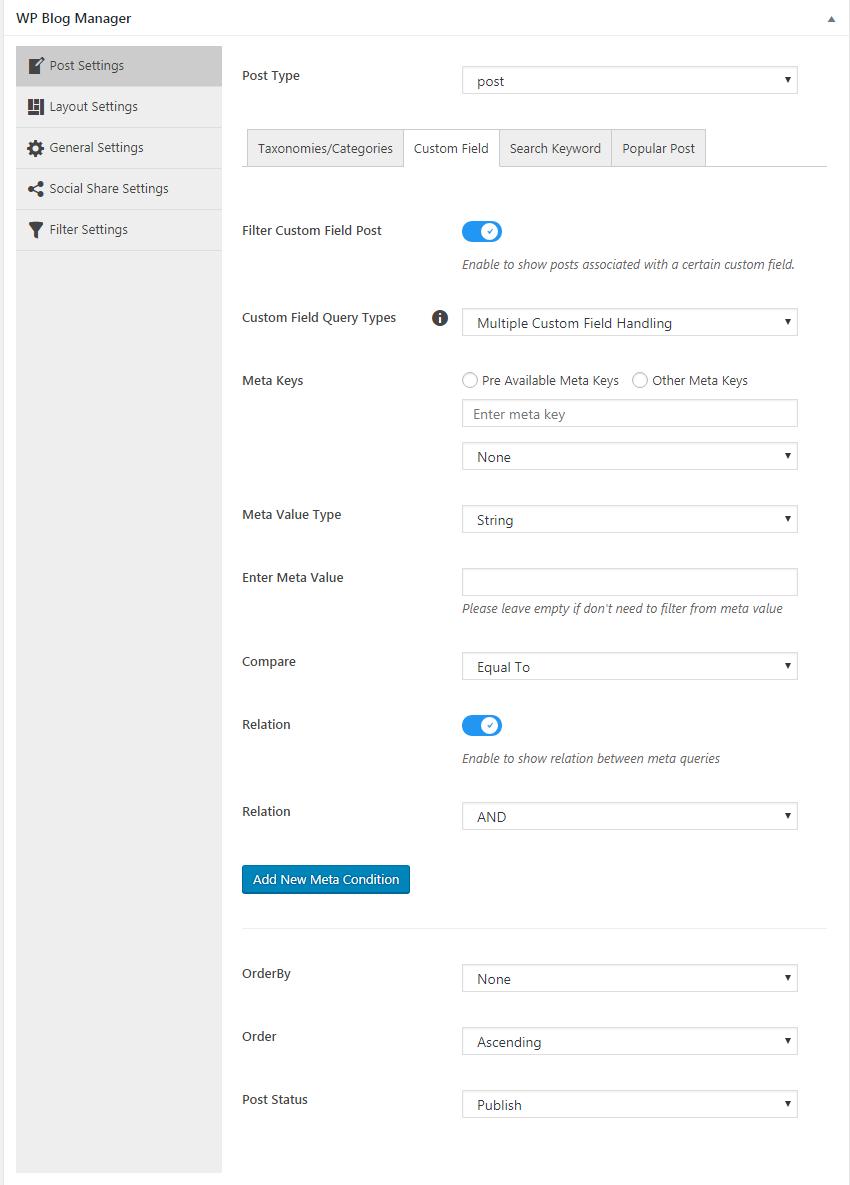 WP Blog Manager
Post Settings
Layout Settings
General Settings
Social Share Settings
Filter Settings
Post Type
post
Taxonomies/Categories
Custom Field
Search Keyword
Popular Post
Filter Custom Field Post
Enable to show posts associated with a certain custom field.
Custom Field Query Types
Multiple Custom Field Handling
Meta Keys
Pre Available Meta Keys
Other Meta Keys
Enter meta key
None
Meta Value Type
String
Enter Meta Value
Please leave empty if don't need to filter from meta value
Compare
Equal To
Relation
Enable to show relation between meta queries
Relation
AND
Add New Meta Condition
OrderBy
None
Order
Ascending
Post Status
Publish